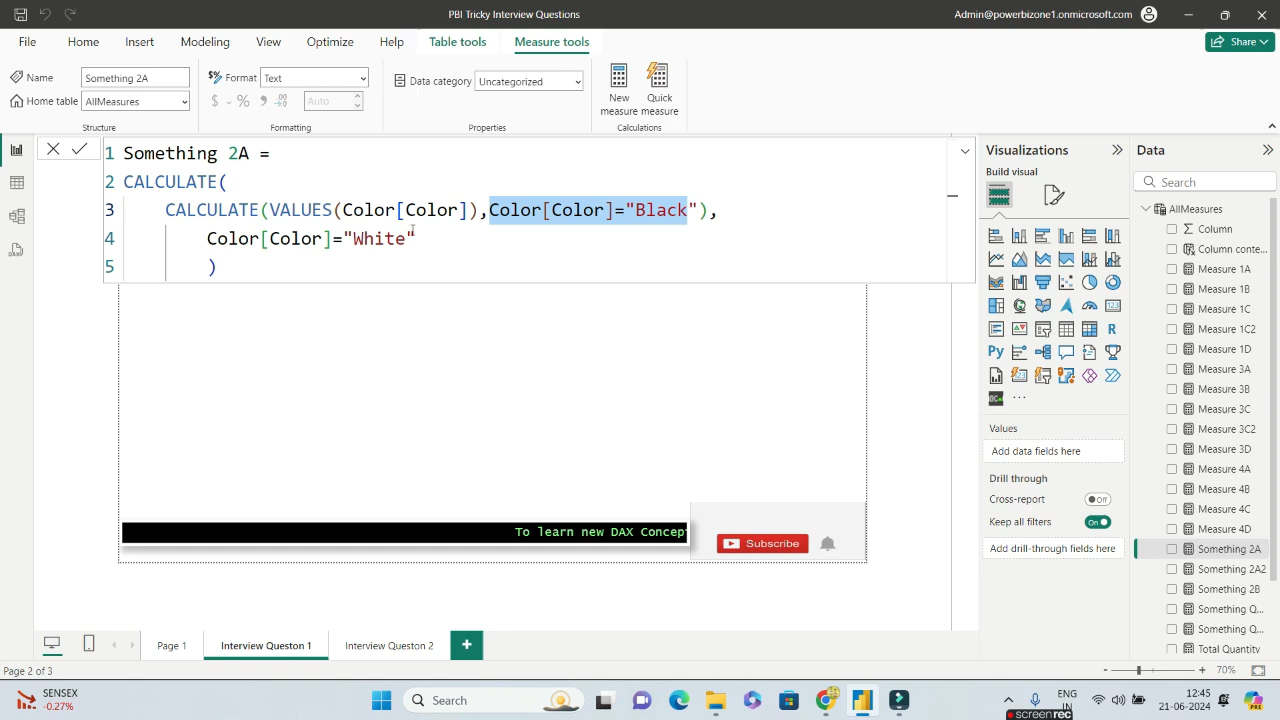 PBI Tricky Interview Questions
Admin@powerbizone1.onmicrosoft.com
File Home Insert Modeling View Optimize Help Table tools Measure tools
Share
Name Something 2A
Home table AllMeasures
Structure
Format Text
$ % 9 .00 Auto
Formatting
Data category Uncategorized
Properties
New measure
Quick measure
Calculations
1 Something 2A =
2 CALCULATE(
3 CALCULATE(VALUES(Color[Color]),Color[Color]="Black"),
4 Color[Color]="White"
5 )
To learn new DAX Concep
Subscribe
Visualizations
Build visual
Values
Add data fields here
Drill through
Cross-report Off
Keep all filters On
Add drill-through fields here
Data
Search
AllMeasures
Column
Column conte...
Measure 1A
Measure 1B
Measure 1C
Measure 1C2
Measure 1D
Measure 3A
Measure 3B
Measure 3C
Measure 3C2
Measure 3D
Measure 4A
Measure 4B
Measure 4C
Measure 4D
Something 2A
Something 2A2
Something 2B
Something Q...
Something Q...
Total Quantity
Page 1 Interview Queston 1 Interview Queston 2
Page 2 of 3
70%
SENSEX
-0.27%
Search
ENG
IN
12:45
21-06-2024
screenrec